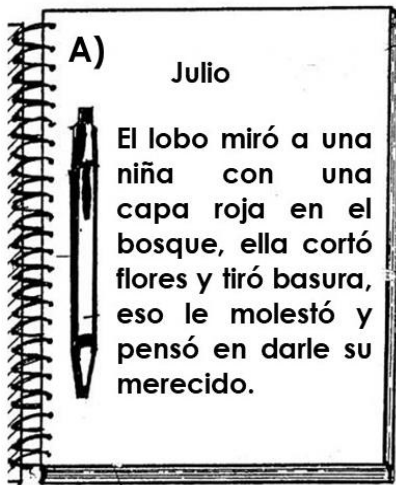 A)
Julio
El lobo miró a una
niña con una
capa roja en el
bosque, ella cortó
flores y tiró basura,
eso le molestó y
pensó en darle su
merecido.